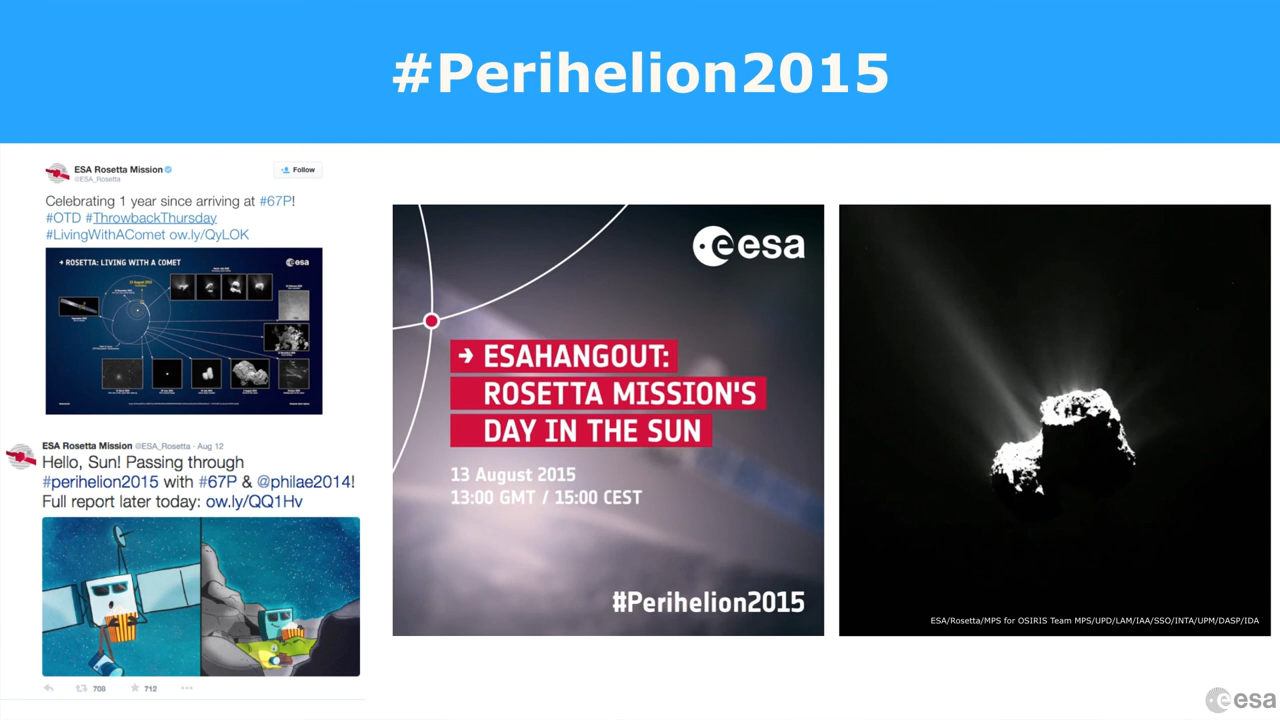 #Perihelion2015
ESA Rosetta Mission
@ESA_Rosetta
Follow
Celebrating 1 year since arriving at #67P!
#OTD #ThrowbackThursday
#LivingWithAComet ow.ly/QyLOK
➔ ROSETTA: LIVING WITH A COMET
esa
ESA Rosetta Mission @ESA_Rosetta · Aug 12
Hello, Sun! Passing through
#perihelion2015 with #67P & @philae2014!
Full report later today: ow.ly/QQ1Hv
708
712
esa
➔ ESAHANGOUT:
ROSETTA MISSION'S
DAY IN THE SUN
13 August 2015
13:00 GMT / 15:00 CEST
#Perihelion2015
ESA/Rosetta/MPS for OSIRIS Team MPS/UPD/LAM/IAA/SSO/INTA/UPM/DASP/IDA
esa